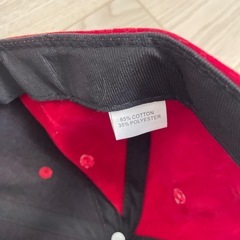 65% COTTON
35% POLYESTER